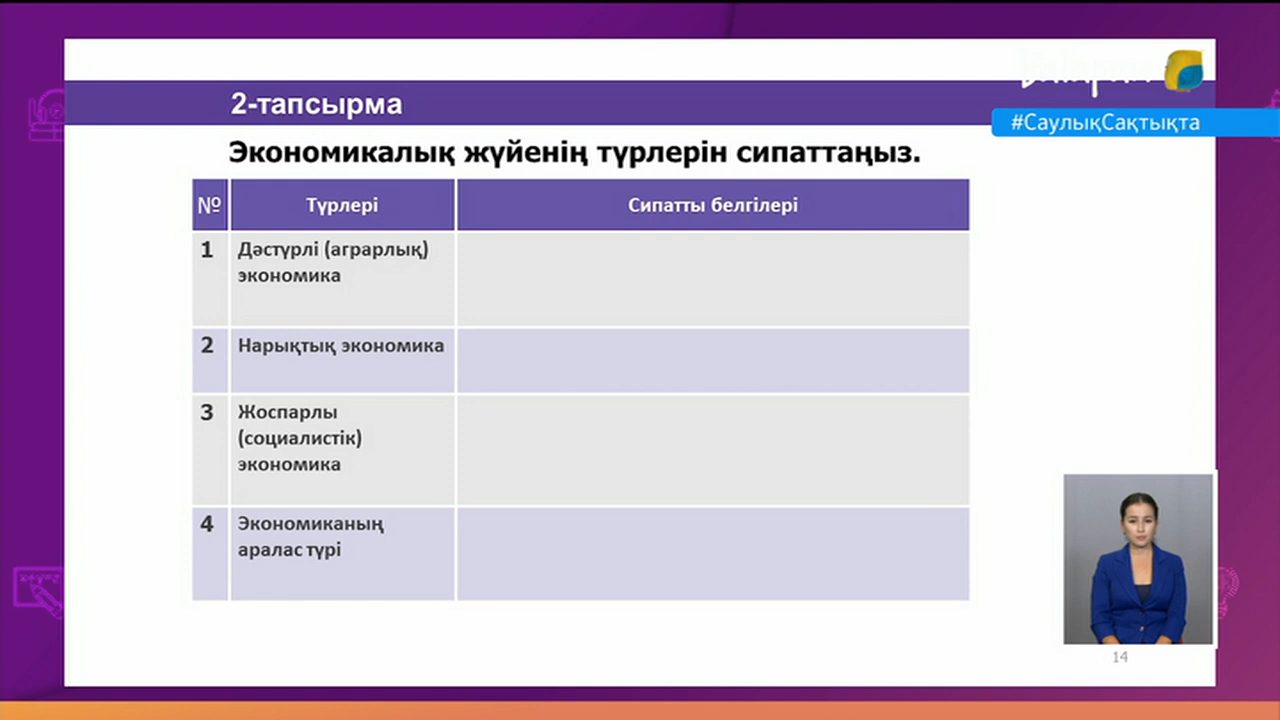 2-тапсырма
#СаулықСақтықта
Экономикалық жүйенің түрлерін сипаттаңыз.
№ Түрлері Сипатты белгілері
1 Дәстүрлі (аграрлық)
экономика
2 Нарықтық экономика
3 Жоспарлы
(социалистік)
экономика
4 Экономиканың
аралас түрі
14